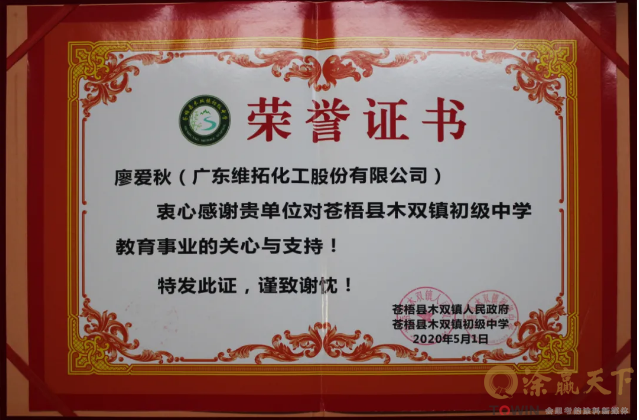 荣誉证书
廖爱秋（广东维拓化工股份有限公司）
衷心感谢贵单位对苍梧县木双镇初级中学
教育事业的关心与支持！
特发此证，谨致谢忱！
苍梧县木双镇人民政府
苍梧县木双镇初级中学
2020年5月1日
涂赢天下